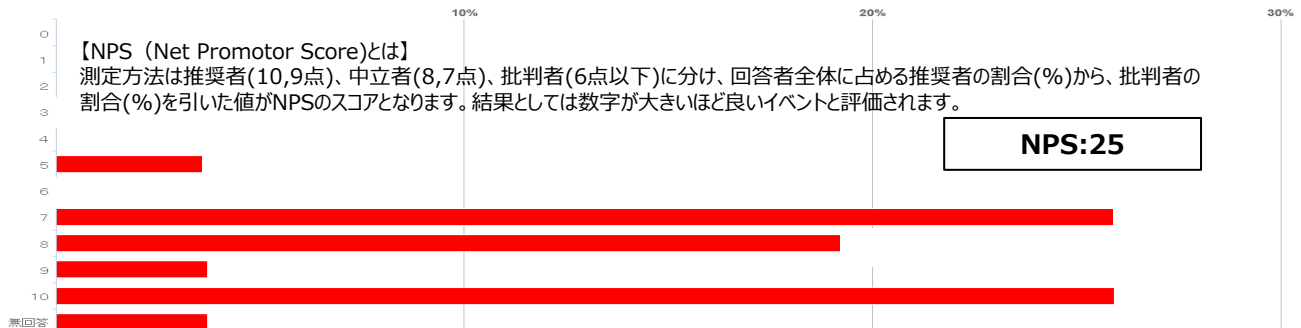 10%
20%
30%
0
【NPS（Net Promotor Score)とは】
1
測定方法は推奨者(10,9点)、中立者(8,7点)、批判者(6点以下)に分け、回答者全体に占める推奨者の割合(%)から、批判者の
2
割合(%)を引いた値がNPSのスコアとなります。結果としては数字が大きいほど良いイベントと評価されます。
3
4
NPS:25
5
6
7
8
9
10
無回答